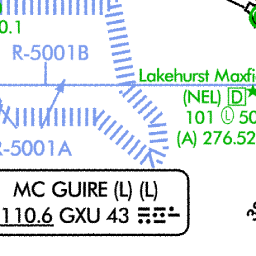 0.1
R-5001B
Lakehurst Maxfi
(NEL) D
101 Ⓛ 50
(A) 276.52
R-5001A
MC GUIRE (L) (L)
110.6 GXU 43